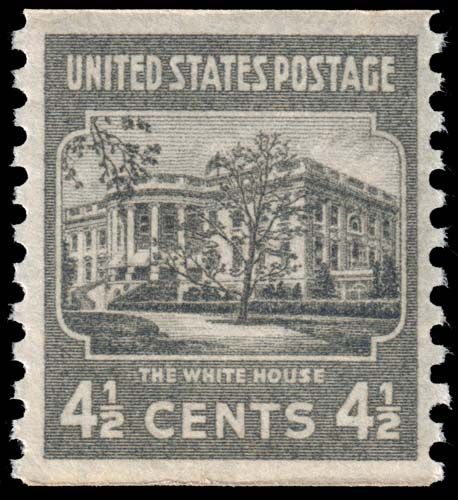 UNITED STATES POSTAGE
THE WHITE HOUSE
4½ CENTS 4½